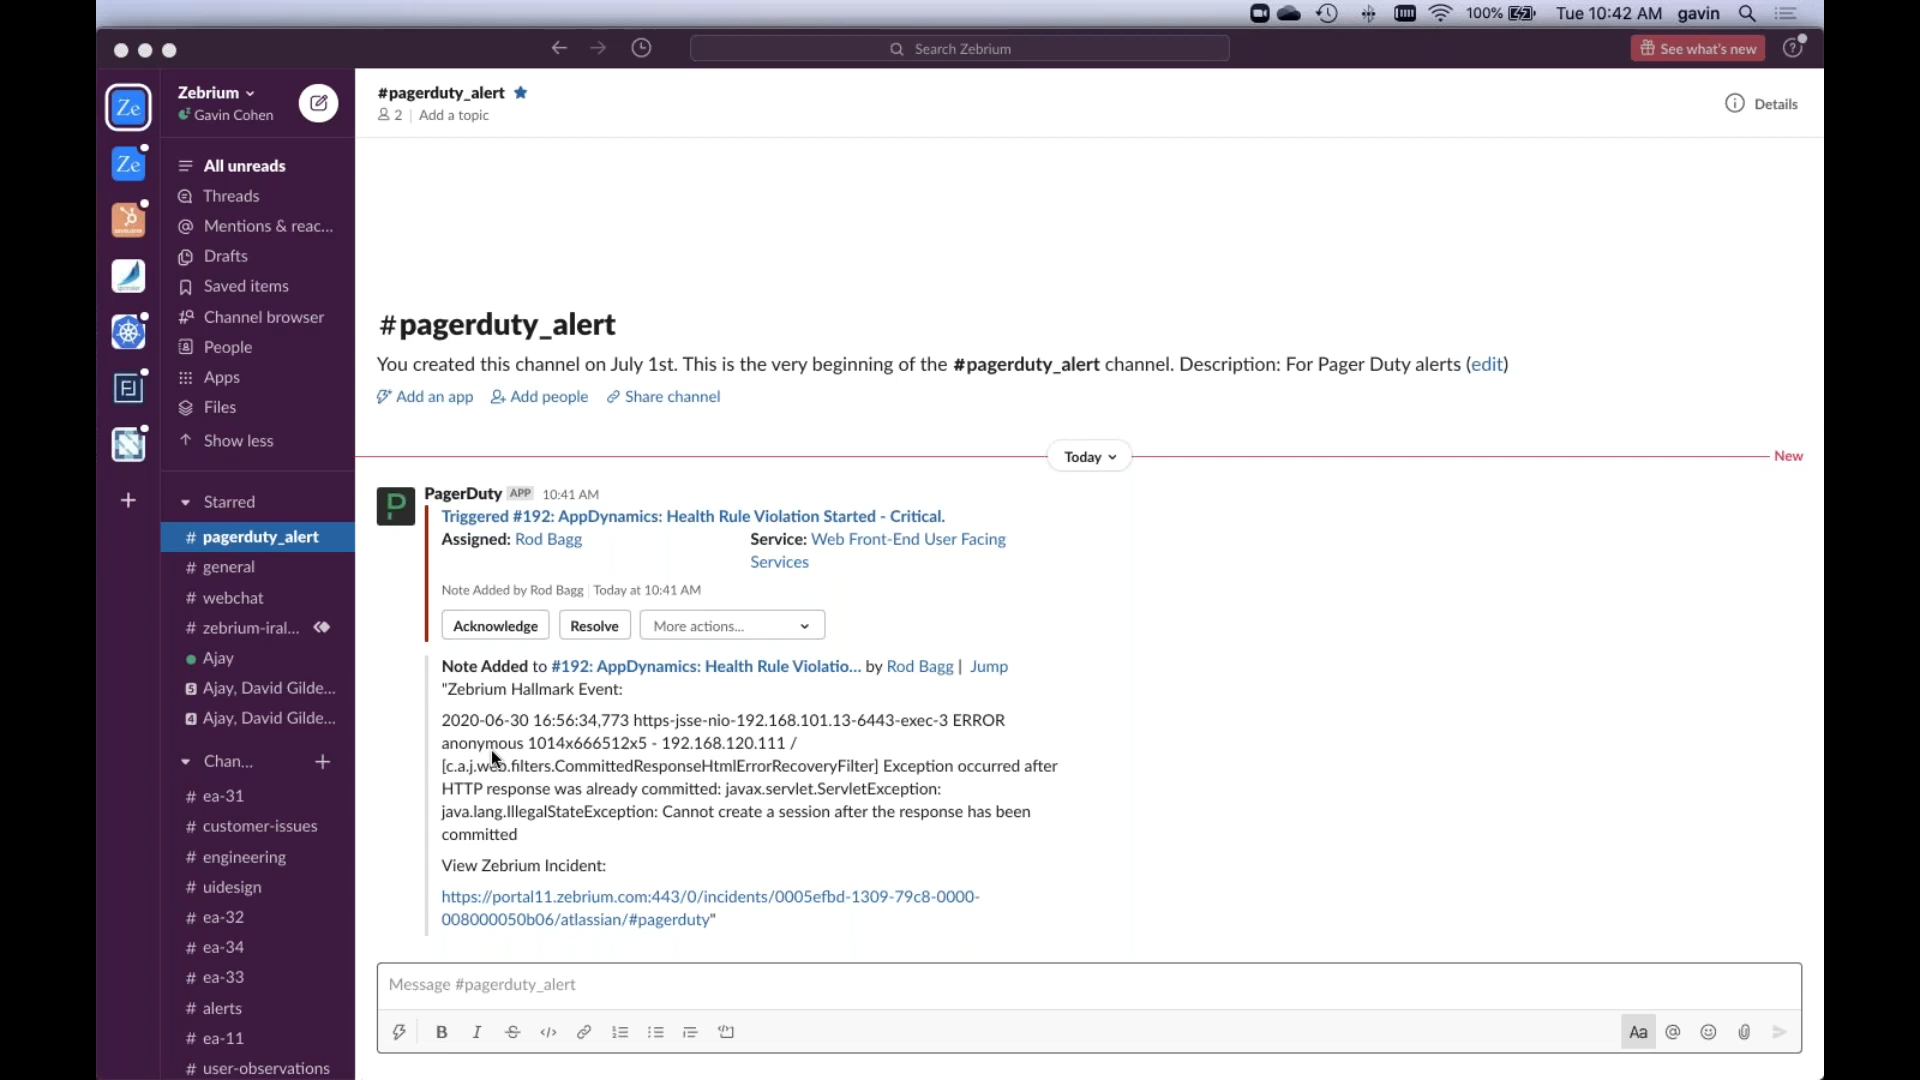 100% Tue 10:42 AM gavin
Search Zebrium
See what's new
Ze
Zebrium
Gavin Cohen
#pagerduty_alert
2 | Add a topic
Details
Ze
All unreads
Threads
Mentions & reac...
Drafts
Saved items
Channel browser
People
Apps
Files
Show less
Starred
# pagerduty_alert
# general
# webchat
# zebrium-iral...
Ajay
5 Ajay, David Gilde...
4 Ajay, David Gilde...
Chan... +
# ea-31
# customer-issues
# engineering
# uidesign
# ea-32
# ea-34
# ea-33
# alerts
# ea-11
# user-observations
#pagerduty_alert
You created this channel on July 1st. This is the very beginning of the #pagerduty_alert channel. Description: For Pager Duty alerts (edit)
Add an app Add people Share channel
Today
New
P
PagerDuty APP 10:41 AM
Triggered #192: AppDynamics: Health Rule Violation Started - Critical.
Assigned: Rod Bagg
Service: Web Front-End User Facing
Services
Note Added by Rod Bagg | Today at 10:41 AM
Acknowledge Resolve More actions...
Note Added to #192: AppDynamics: Health Rule Violatio... by Rod Bagg | Jump
"Zebrium Hallmark Event:
2020-06-30 16:56:34,773 https-jsse-nio-192.168.101.13-6443-exec-3 ERROR
anonymous 1014x666512x5 - 192.168.120.111 /
[c.a.j.web.filters.CommittedResponseHtmlErrorRecoveryFilter] Exception occurred after
HTTP response was already committed: javax.servlet.ServletException:
java.lang.IllegalStateException: Cannot create a session after the response has been
committed
View Zebrium Incident:
https://portal11.zebrium.com:443/0/incidents/0005efbd-1309-79c8-0000-
008000050b06/atlassian/#pagerduty"
Message #pagerduty_alert
B I S </> Aa @